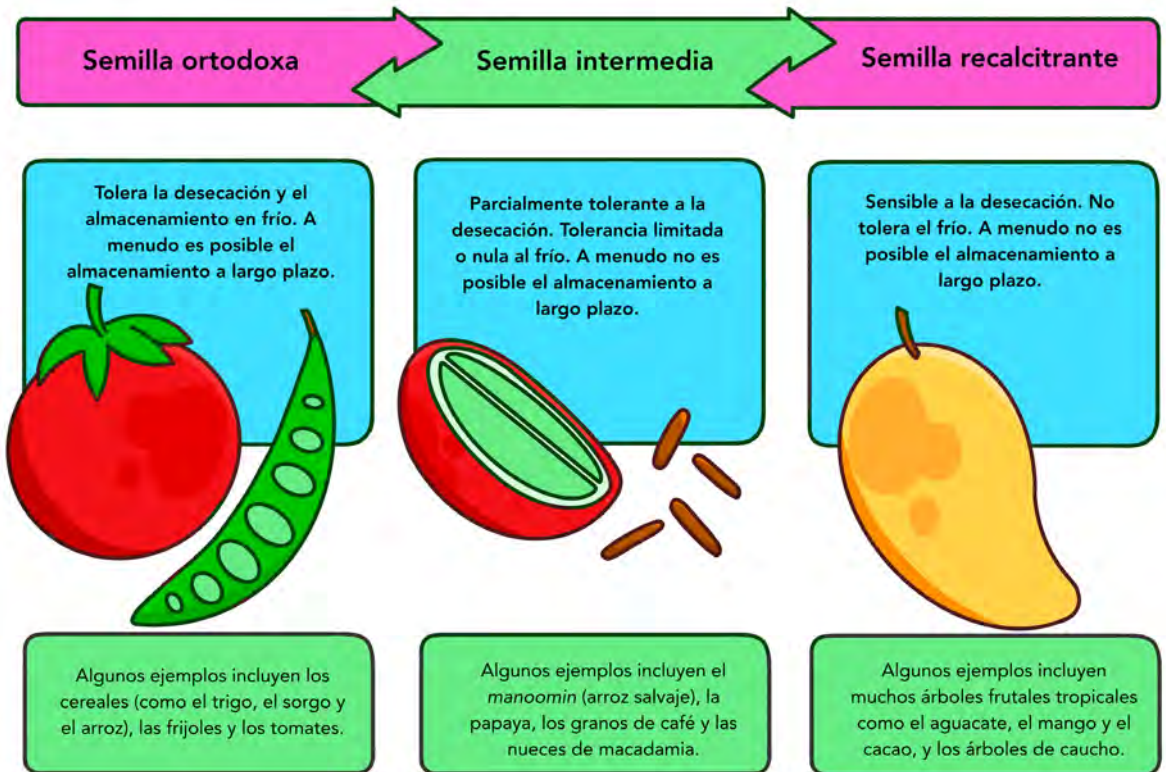 Semilla ortodoxa
Semilla intermedia
Semilla recalcitrante
Tolera la desecación y el
almacenamiento en frío. A
menudo es posible el
almacenamiento a largo plazo.
Parcialmente tolerante a la
desecación. Tolerancia limitada
o nula al frío. A menudo no es
posible el almacenamiento a
largo plazo.
Sensible a la desecación. No
tolera el frío. A menudo no es
posible el almacenamiento a
largo plazo.
Algunos ejemplos incluyen los
cereales (como el trigo, el sorgo y
el arroz), las frijoles y los tomates.
Algunos ejemplos incluyen el
manoomin (arroz salvaje), la
papaya, los granos de café y las
nueces de macadamia.
Algunos ejemplos incluyen
muchos árboles frutales tropicales
como el aguacate, el mango y el
cacao, y los árboles de caucho.